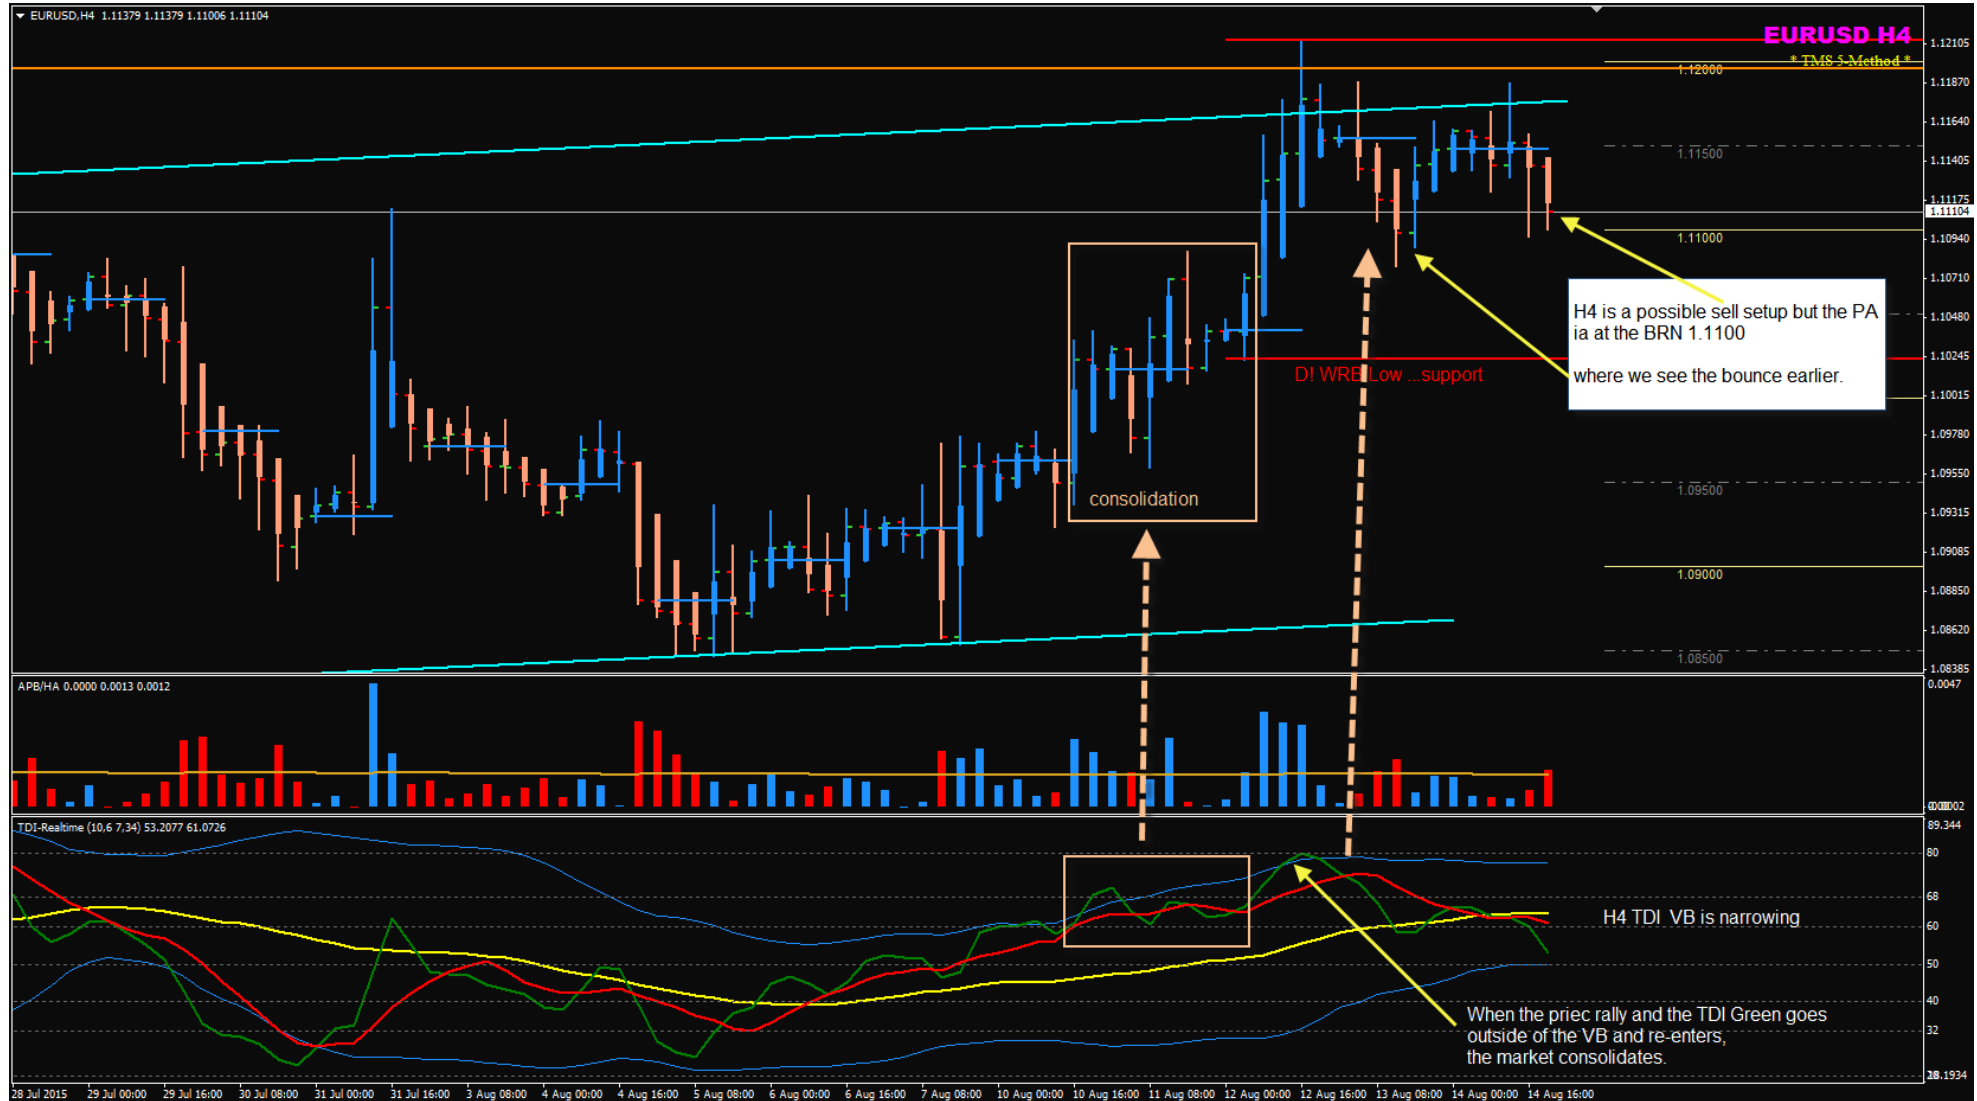 EURUSD,H4 1.11379 1.11379 1.11006 1.11104
EURUSD H4
* TMS 5-Method *
1.12105
1.12000
1.11870
1.11640
1.11500
1.11405
1.11175
1.11104
1.11000
1.10940
1.10710
1.10480
1.10245
1.10015
1.09780
1.09550
1.09500
1.09315
1.09085
1.09000
1.08850
1.08620
1.08500
1.08385
H4 is a possible sell setup but the PA
ia at the BRN 1.1100
where we see the bounce earlier.
D! WRB Low ...support
consolidation
APB/HA 0.0000 0.0013 0.0012
0.0047
TDI-Realtime (10,6 7,34) 53.2077 61.0726
89.344
80
68
60
50
40
32
H4 TDI VB is narrowing
When the priec rally and the TDI Green goes
outside of the VB and re-enters,
the market consolidates.
28 Jul 2015 29 Jul 00:00 29 Jul 16:00 30 Jul 08:00 31 Jul 00:00 31 Jul 16:00 3 Aug 08:00 4 Aug 00:00 4 Aug 16:00 5 Aug 08:00 6 Aug 00:00 6 Aug 16:00 7 Aug 08:00 10 Aug 00:00 10 Aug 16:00 11 Aug 08:00 12 Aug 00:00 12 Aug 16:00 13 Aug 08:00 14 Aug 00:00 14 Aug 16:00